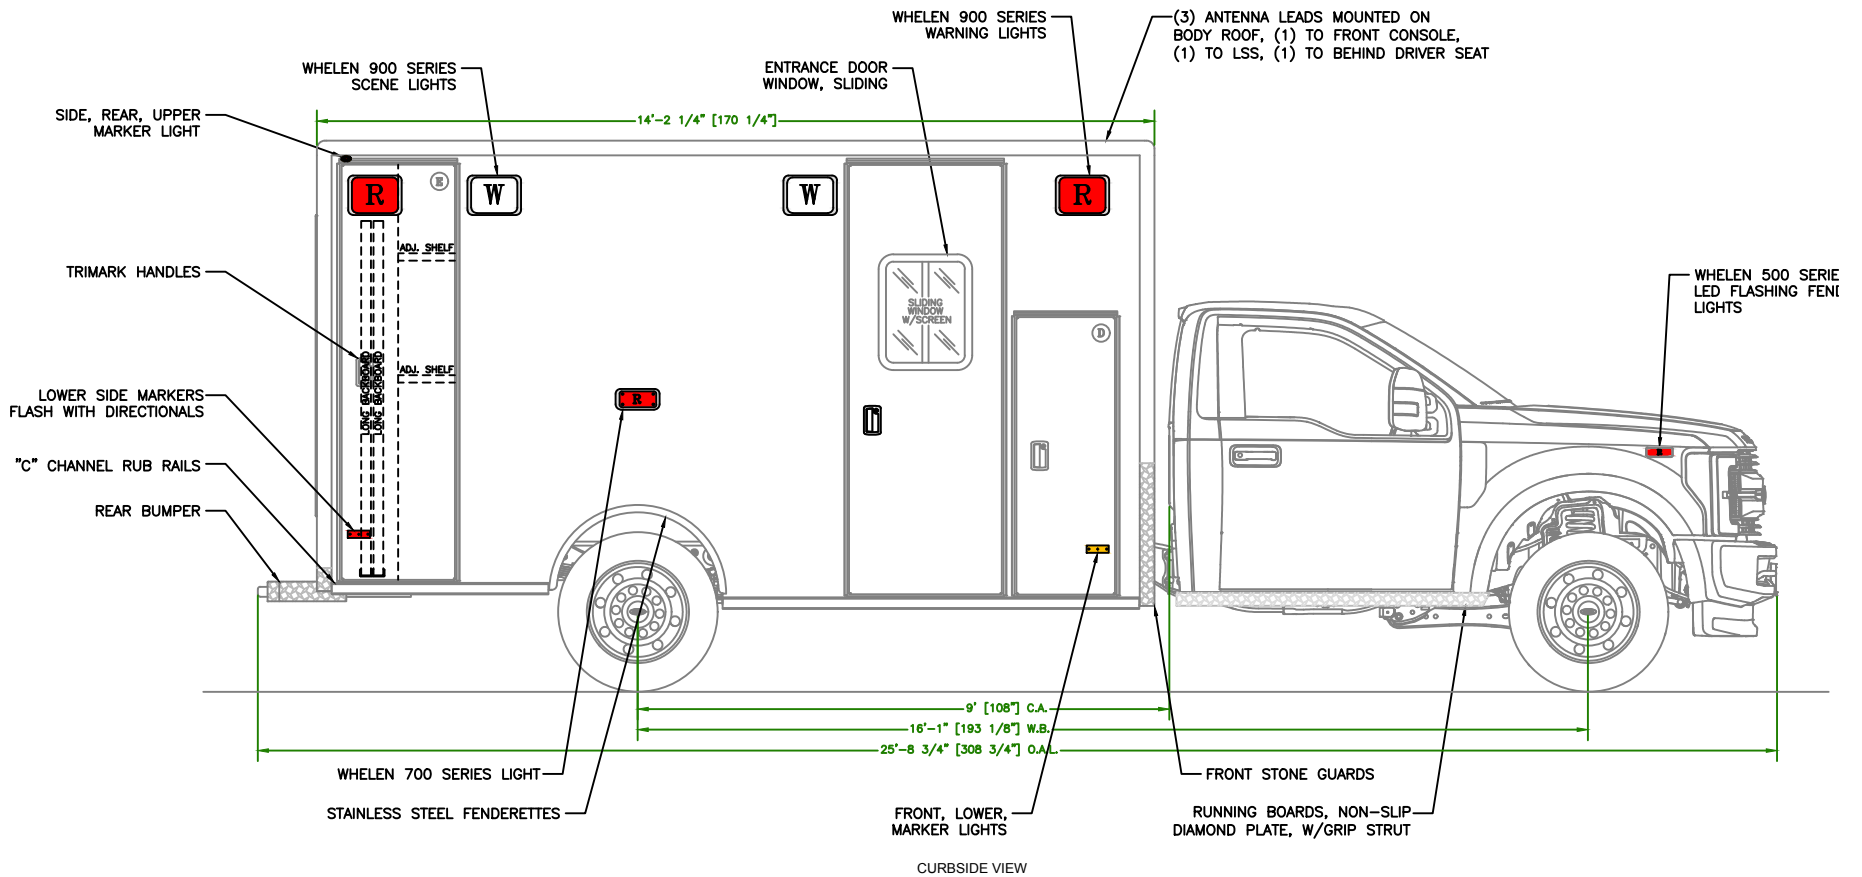 WHELEN 900 SERIES
WARNING LIGHTS
(3) ANTENNA LEADS MOUNTED ON
BODY ROOF, (1) TO FRONT CONSOLE,
(1) TO LSS, (1) TO BEHIND DRIVER SEAT
WHELEN 900 SERIES
SCENE LIGHTS
ENTRANCE DOOR
WINDOW, SLIDING
SIDE, REAR, UPPER
MARKER LIGHT
14'-2 1/4" [170 1/4"]
R
E
W
W
R
ADJ. SHELF
TRIMARK HANDLES
WHELEN 500 SERIE
LED FLASHING FEND
LIGHTS
SLIDING
WINDOW
W/SCREEN
D
ADJ. SHELF
LONG BACKBOARD
LONG BACKBOARD
LOWER SIDE MARKERS
FLASH WITH DIRECTIONALS
R
"C" CHANNEL RUB RAILS
REAR BUMPER
9' [108"] C.A.
16'-1" [193 1/8"] W.B.
25'-8 3/4" [308 3/4"] O.A.L.
WHELEN 700 SERIES LIGHT
FRONT STONE GUARDS
STAINLESS STEEL FENDERETTES
FRONT, LOWER,
MARKER LIGHTS
RUNNING BOARDS, NON-SLIP
DIAMOND PLATE, W/GRIP STRUT
CURBSIDE VIEW